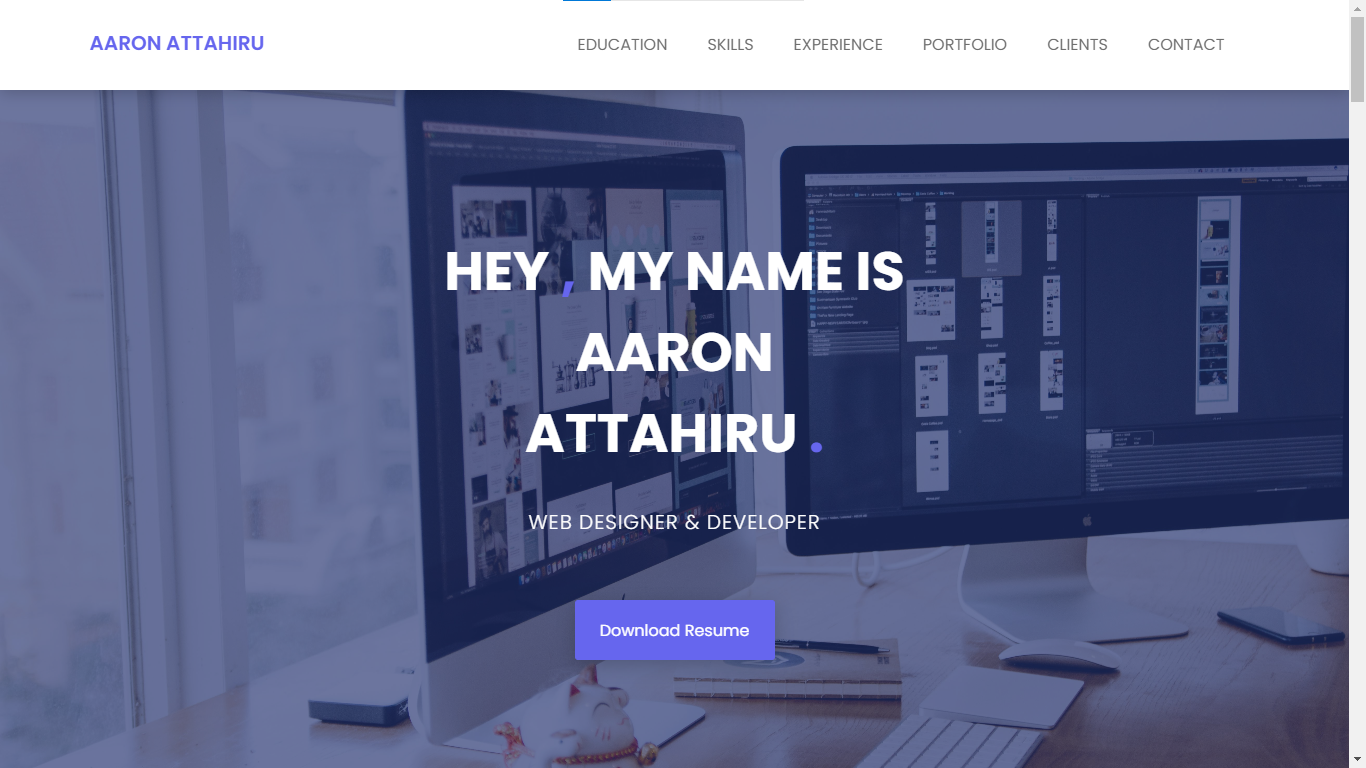 AARON ATTAHIRU
EDUCATION
SKILLS
EXPERIENCE
PORTFOLIO
CLIENTS
CONTACT
HEY , MY NAME IS
AARON
ATTAHIRU .
WEB DESIGNER & DEVELOPER
Download Resume